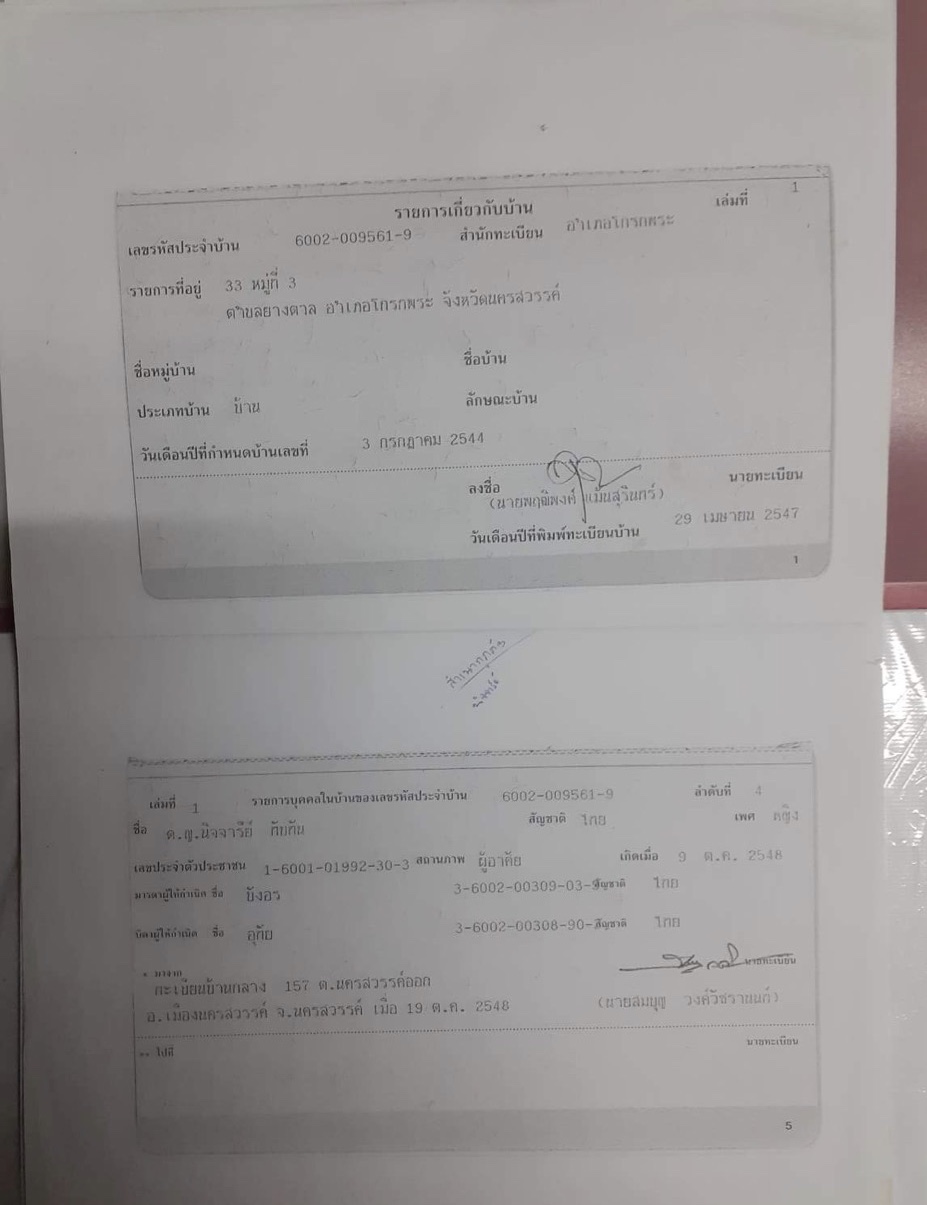 รายการเกี่ยวกับบ้าน เล่มที่ 1
เลขรหัสประจำบ้าน 6002-009561-9 สำนักทะเบียน อำเภอโกรกพระ
รายการที่อยู่ 33 หมู่ที่ 3
ตำบลยางตาล อำเภอโกรกพระ จังหวัดนครสวรรค์
ชื่อหมู่บ้าน ชื่อบ้าน
ประเภทบ้าน บ้าน ลักษณะบ้าน
วันเดือนปีที่กำหนดบ้านเลขที่ 3 กรกฎาคม 2544
ลงชื่อ นายทะเบียน
(นายพฤฒิพงศ์ แม้นสุรินทร์)
วันเดือนปีที่พิมพ์ทะเบียนบ้าน 29 เมษายน 2547
1
เล่มที่ 1 รายการบุคคลในบ้านของเลขรหัสประจำบ้าน 6002-009561-9 ลำดับที่ 4
ชื่อ ด.ญ.นิจจารีย์ สัญชาติ ไทย เพศ หญิง
เลขประจำตัวประชาชน 1-6001-01992-30-3 สถานภาพ ผู้อาศัย เกิดเมื่อ 9 ต.ค. 2548
มารดาผู้ให้กำเนิด ชื่อ บังอร 3-6002-00309-03- สัญชาติ ไทย
บิดาผู้ให้กำเนิด ชื่อ อุทัย 3-6002-00308-90- สัญชาติ ไทย
* มาจาก นายทะเบียน
ทะเบียนบ้านกลาง 157 ต.นครสวรรค์ออก
อ.เมืองนครสวรรค์ จ.นครสวรรค์ เมื่อ 19 ต.ค. 2548 (นายสมบุญ วงศ์วัชรานนท์)
** ไปที่ นายทะเบียน
5